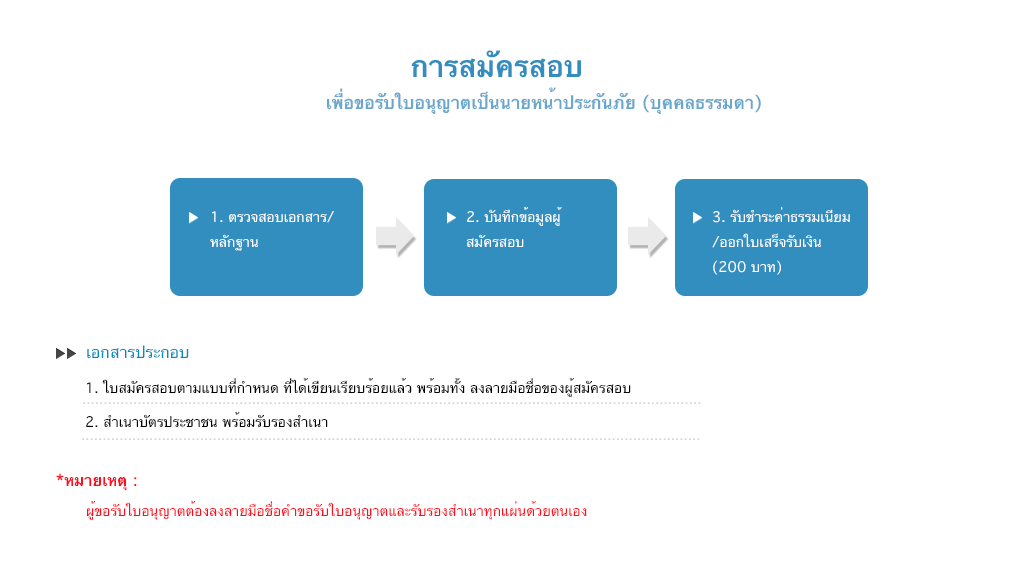 การสมัครสอบ
เพื่อขอรับใบอนุญาตเป็นนายหน้าประกันภัย (บุคคลธรรมดา)
1. ตรวจสอบเอกสาร/
หลักฐาน
2. บันทึกข้อมูลผู้
สมัครสอบ
3. รับชำระค่าธรรมเนียม
/ออกใบเสร็จรับเงิน
(200 บาท)
เอกสารประกอบ
1. ใบสมัครสอบตามแบบที่กำหนด ที่ได้เขียนเรียบร้อยแล้ว พร้อมทั้ง ลงลายมือชื่อของผู้สมัครสอบ
2. สำเนาบัตรประชาชน พร้อมรับรองสำเนา
*หมายเหตุ :
ผู้ขอรับใบอนุญาตต้องลงลายมือชื่อคำขอรับใบอนุญาตและรับรองสำเนาทุกแผ่นด้วยตนเอง